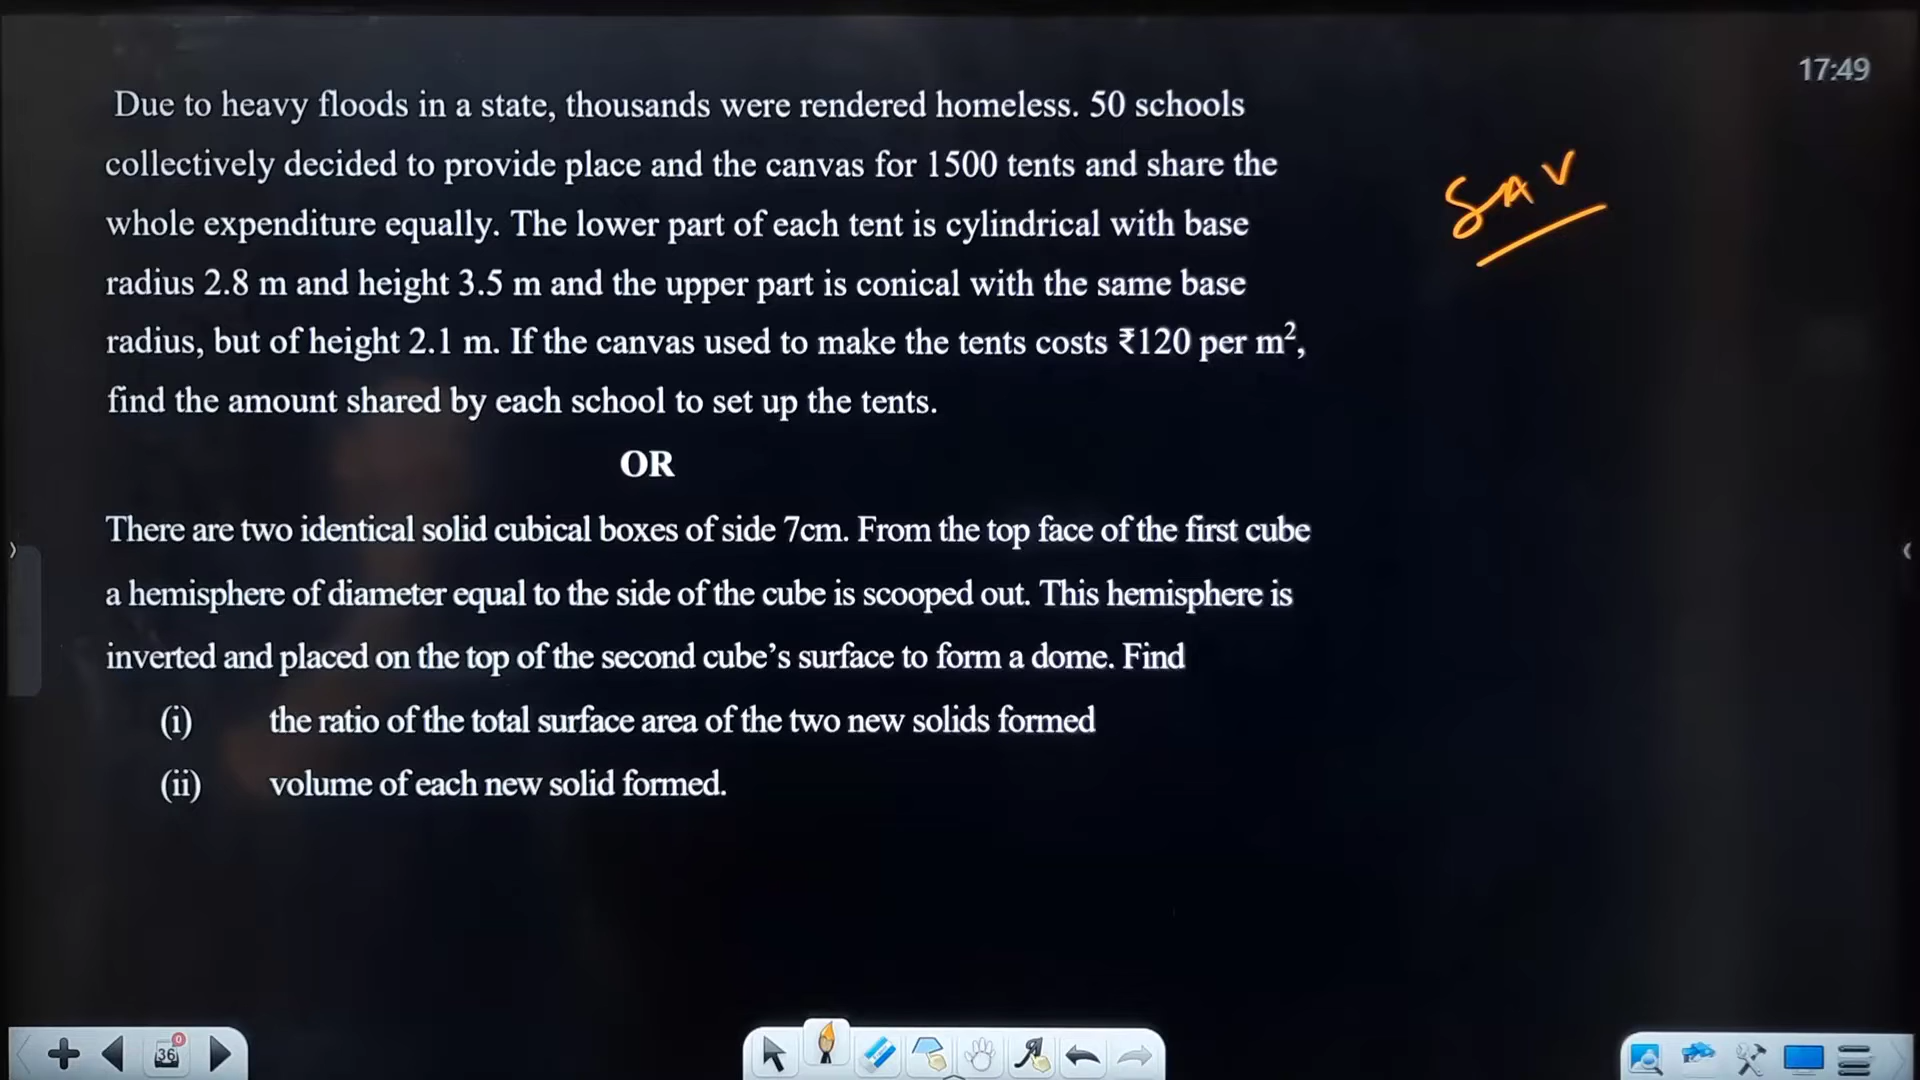 17:49
Due to heavy floods in a state, thousands were rendered homeless. 50 schools
collectively decided to provide place and the canvas for 1500 tents and share the
whole expenditure equally. The lower part of each tent is cylindrical with base
radius 2.8 m and height 3.5 m and the upper part is conical with the same base
radius, but of height 2.1 m. If the canvas used to make the tents costs ₹120 per m²,
find the amount shared by each school to set up the tents.
SAV
OR
There are two identical solid cubical boxes of side 7cm. From the top face of the first cube
a hemisphere of diameter equal to the side of the cube is scooped out. This hemisphere is
inverted and placed on the top of the second cube’s surface to form a dome. Find
(i) the ratio of the total surface area of the two new solids formed
(ii) volume of each new solid formed.
36
0